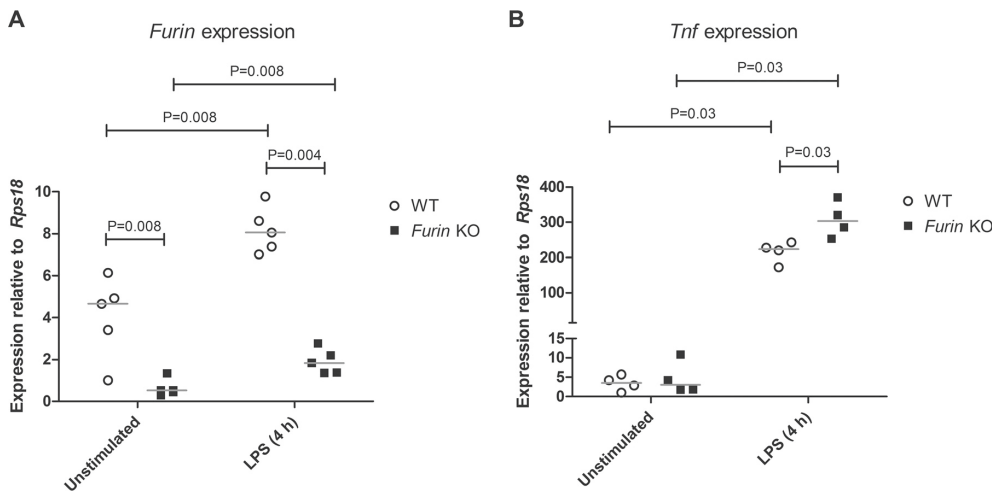 A
Furin expression
P=0.008
P=0.008
P=0.004
P=0.008
Expression relative to Rps18
10
8
6
4
2
0
Unstimulated
LPS (4 h)
WT
Furin KO
B
Tnf expression
P=0.03
P=0.03
P=0.03
Expression relative to Rps18
400
300
200
100
15
10
5
0
Unstimulated
LPS (4 h)
WT
Furin KO